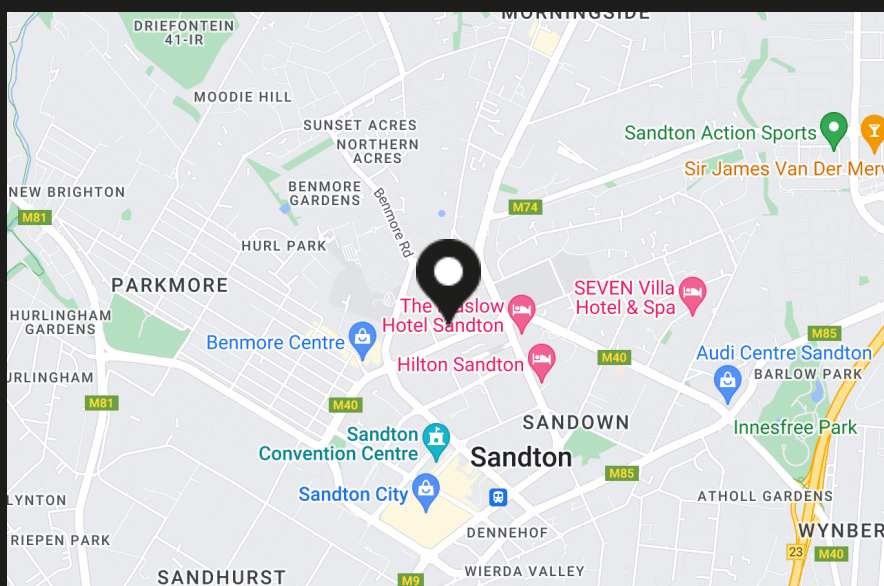 MORNINGSIDE
DRIEFONTEIN
41-IR
MOODIE HILL
SUNSET ACRES
NORTHERN
ACRES
Sandton Action Sports
Sir James Van Der Merw
NEW BRIGTHON
BENMORE
GARDENS
M81
Benmore Rd
M74
HURL PARK
PARKMORE
SEVEN Villa
Hotel & Spa
The
Hotel Sandton
HURLINGHAM
GARDENS
Benmore Centre
M85
Audi Centre Sandton
M40
Hilton Sandton
BARLOW PARK
URLINGHAM
M81
M40
SANDOWN
Innesfree Park
Sandton
Convention Centre
Sandton
M85
Sandton City
ATHOLL GARDENS
LYNTON
DENNEHOF
RIEPEN PARK
WYNBER
23
M40
WIERDA VALLEY
SANDHURST
M9